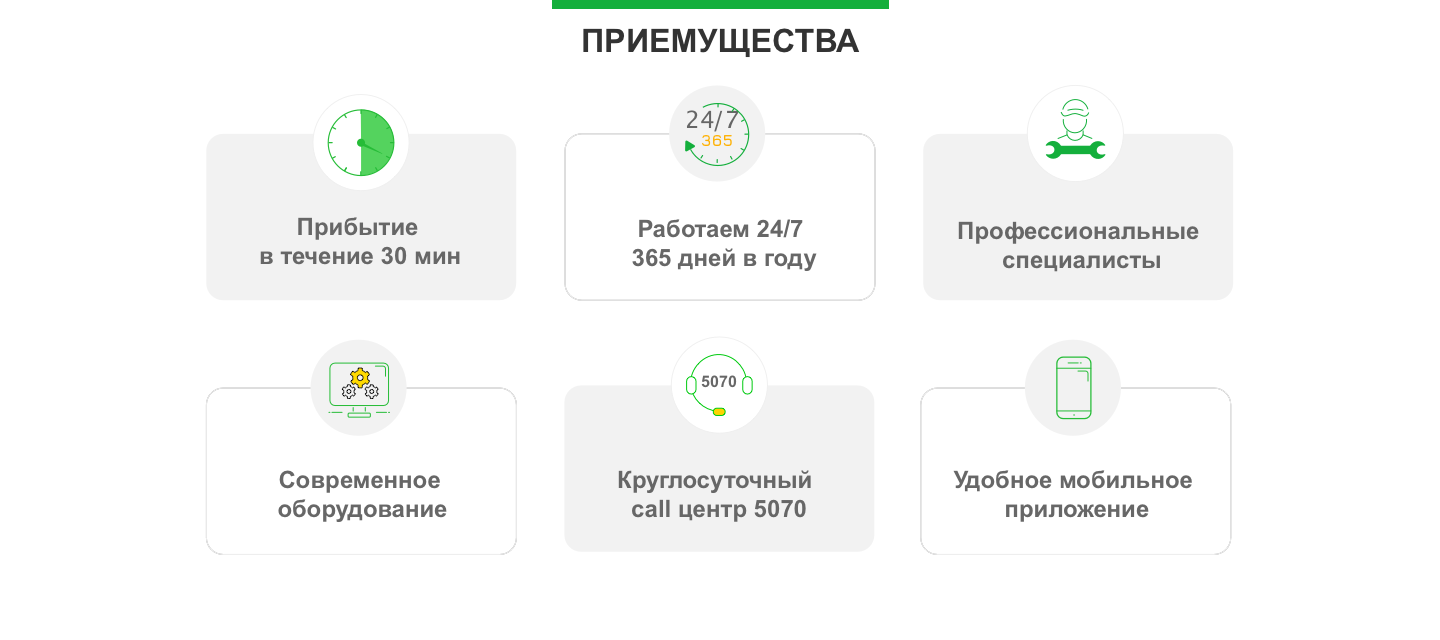 ПРИЕМУЩЕСТВА
24/7
365
Прибытие
в течение 30 мин
Работаем 24/7
365 дней в году
Профессиональные
специалисты
5070
Современное
оборудование
Круглосуточный
call центр 5070
Удобное мобильное
приложение